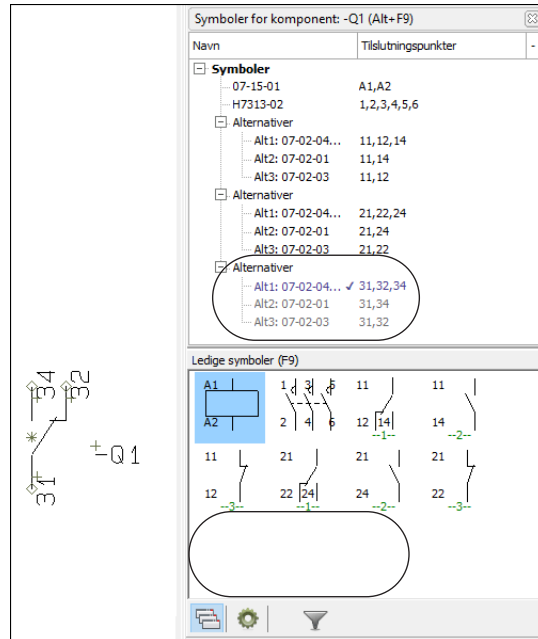 Symboler for komponent: -Q1 (Alt+F9)
Navn Tilslutningspunkter -
Symboler
07-15-01 A1,A2
H7313-02 1,2,3,4,5,6
Alternativer
Alt1: 07-02-04... 11,12,14
Alt2: 07-02-01 11,14
Alt3: 07-02-03 11,12
Alternativer
Alt1: 07-02-04... 21,22,24
Alt2: 07-02-01 21,24
Alt3: 07-02-03 21,22
Alternativer
Alt1: 07-02-04... ✓ 31,32,34
Alt2: 07-02-01 31,34
Alt3: 07-02-03 31,32
34 32
-Q1
31
Ledige symboler (F9)
A1 1 3 5 11 11
A2 2 4 6 12 14 14
--1-- --2--
11 21 21 21
12 22 24 24 22
--3-- --1-- --2-- --3--